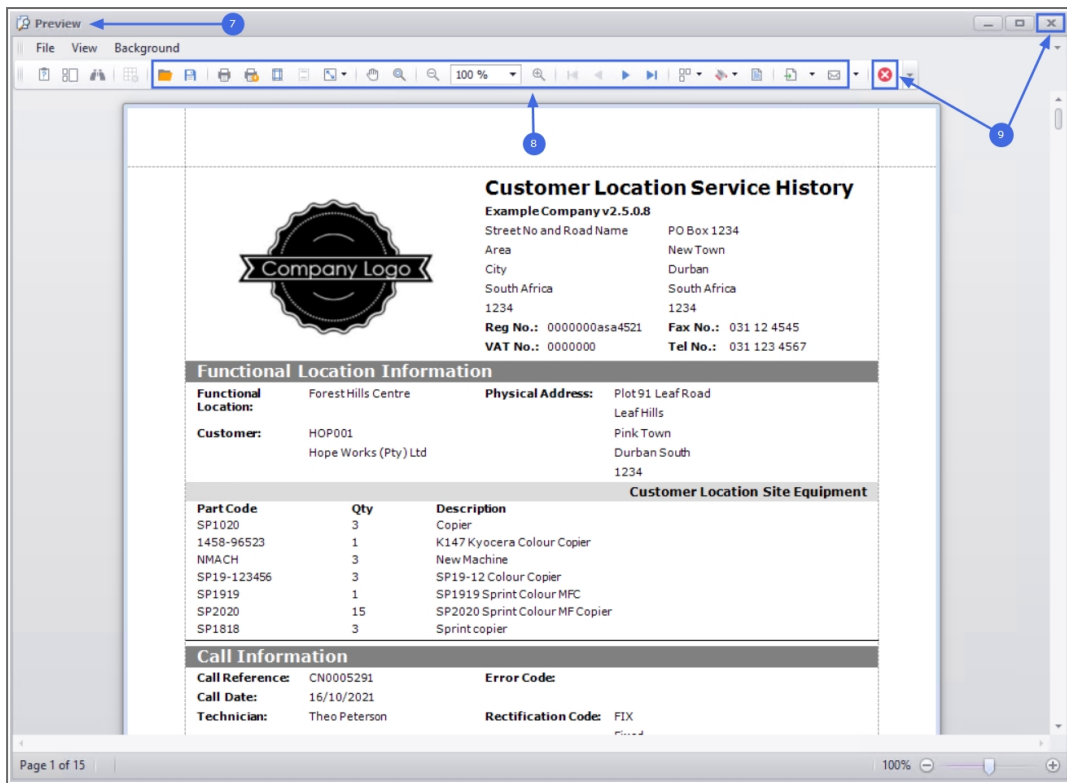 Preview
7
File View Background
100 %
8
9
Customer Location Service History
Example Company v2.5.0.8
Street No and Road Name PO Box 1234
Area New Town
City Durban
South Africa South Africa
1234 1234
Reg No.: 0000000asa4521 Fax No.: 031 12 4545
VAT No.: 0000000 Tel No.: 031 123 4567
Company Logo
Functional Location Information
Functional Location: Forest Hills Centre Physical Address: Plot 91 Leaf Road
Leaf Hills
Customer: HOP001 Pink Town
Hope Works (Pty) Ltd Durban South
1234
Customer Location Site Equipment
Part Code Qty Description
SP1020 3 Copier
1458-96523 1 K147 Kyocera Colour Copier
NMACH 3 New Machine
SP19-123456 3 SP19-12 Colour Copier
SP1919 1 SP1919 Sprint Colour MFC
SP2020 15 SP2020 Sprint Colour MF Copier
SP1818 3 Sprint copier
Call Information
Call Reference: CN0005291 Error Code:
Call Date: 16/10/2021
Technician: Theo Peterson Rectification Code: FIX
Page 1 of 15 100%